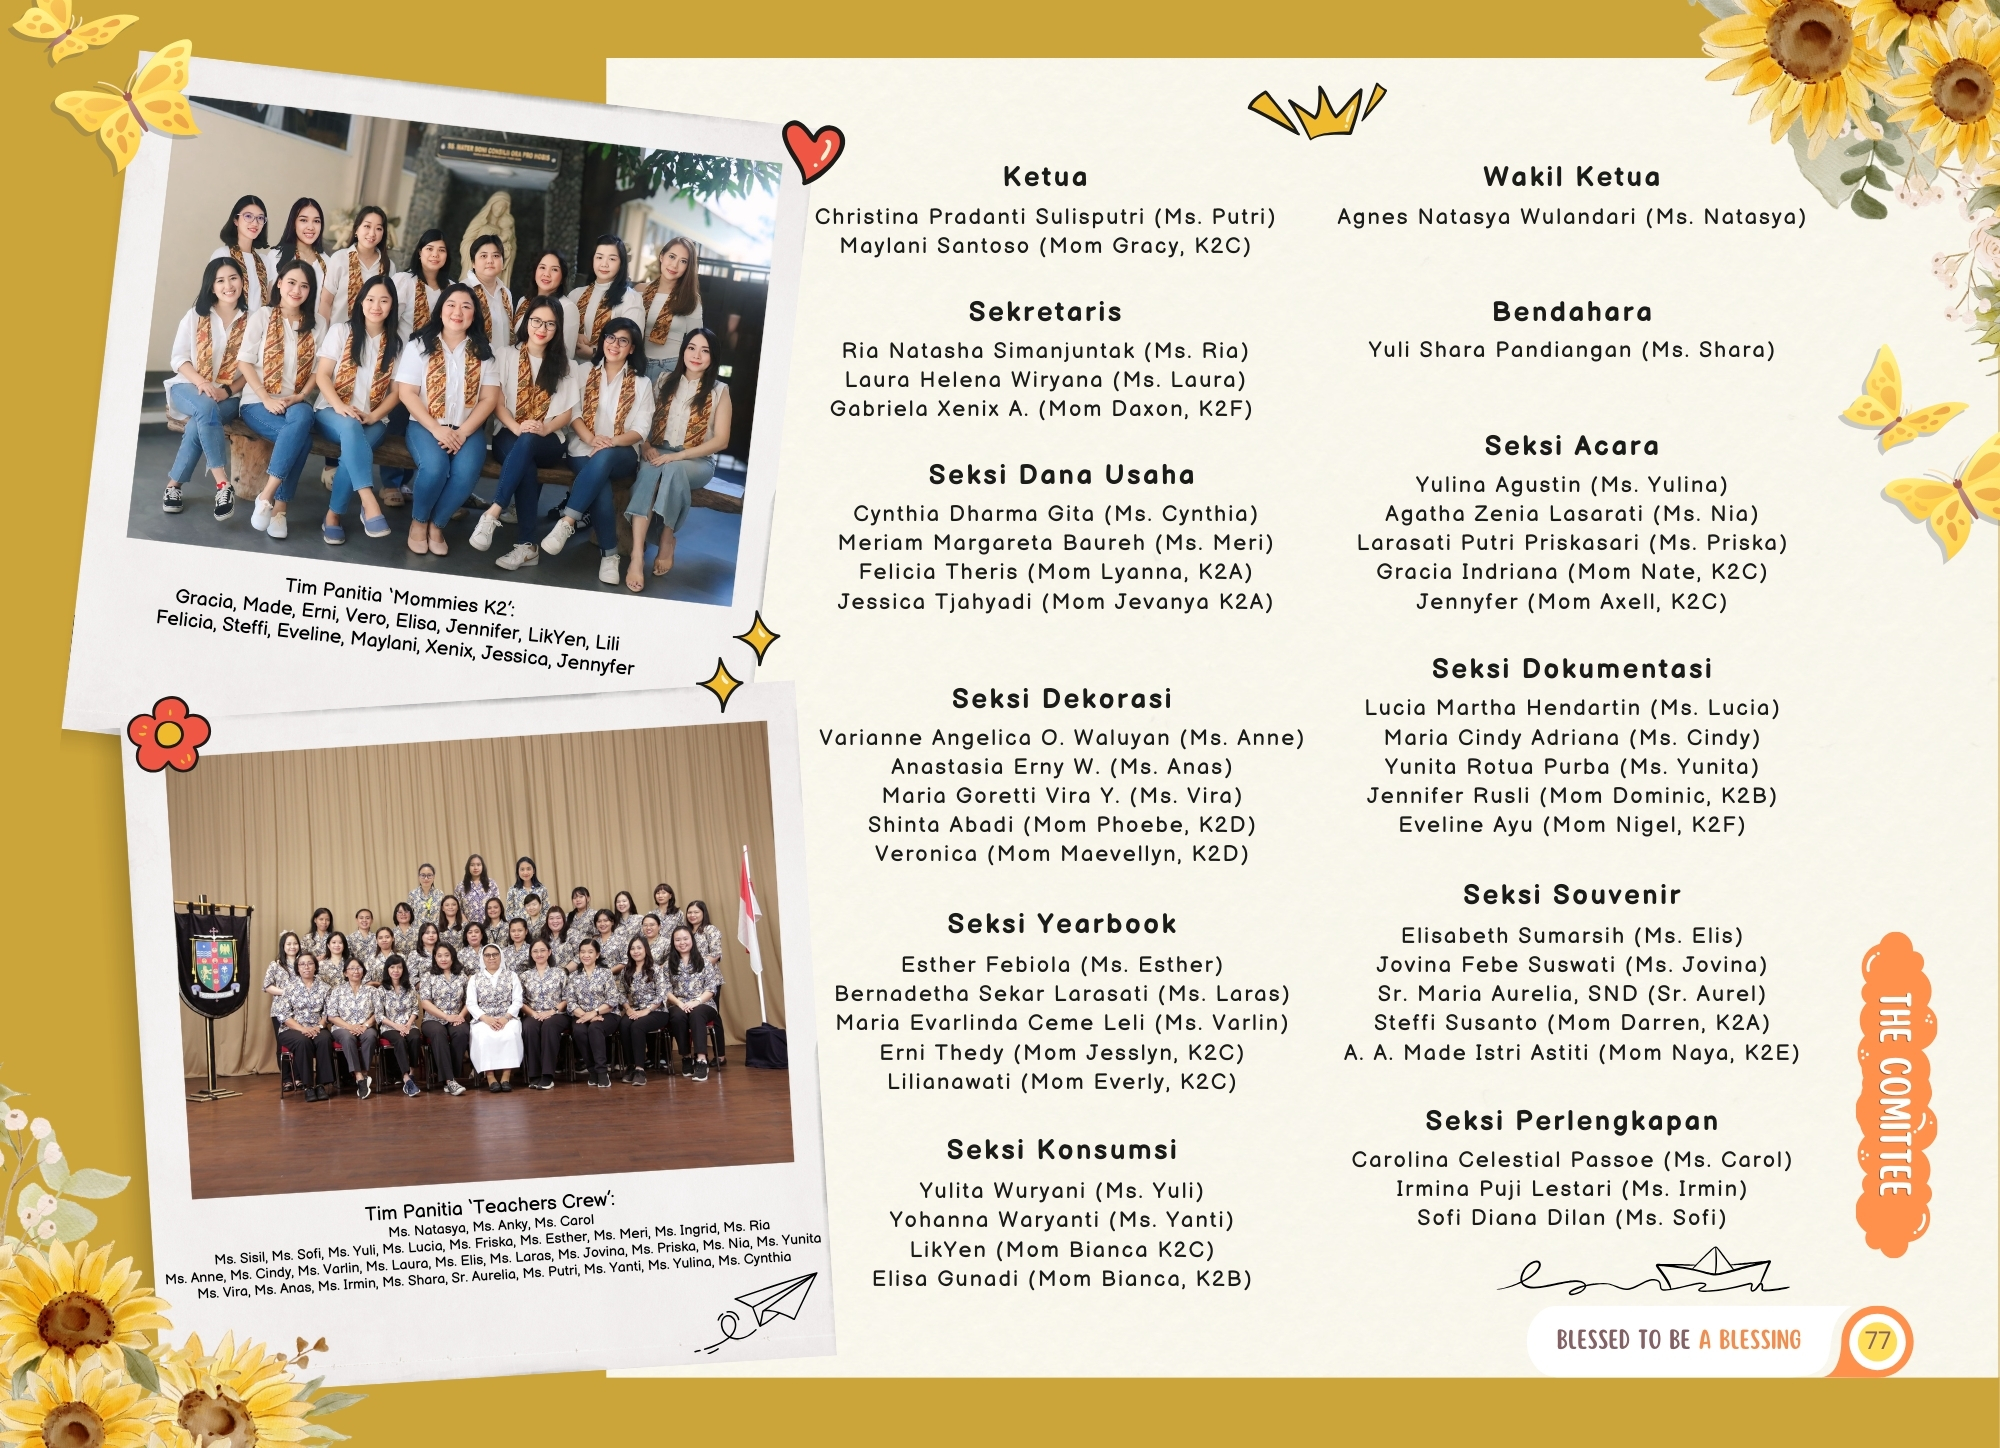 SS. MATER BONI CONSILII ORA PRO NOBIS
Tim Panitia ‘Mommies K2’:
Gracia, Made, Erni, Vero, Elisa, Jennifer, LikYen, Lili
Felicia, Steffi, Eveline, Maylani, Xenix, Jessica, Jennyfer
Tim Panitia ‘Teachers Crew’:
Ms. Natasya, Ms. Anky, Ms. Carol
Ms. Sisil, Ms. Sofi, Ms. Yuli, Ms. Lucia, Ms. Friska, Ms. Esther, Ms. Meri, Ms. Ingrid, Ms. Ria
Ms. Anne, Ms. Cindy, Ms. Varlin, Ms. Laura, Ms. Elis, Ms. Laras, Ms. Jovina, Ms. Priska, Ms. Nia, Ms. Yunita
Ms. Vira, Ms. Anas, Ms. Irmin, Ms. Shara, Sr. Aurelia, Ms. Putri, Ms. Yanti, Ms. Yulina, Ms. Cynthia
Ketua
Christina Pradanti Sulisputri (Ms. Putri)
Maylani Santoso (Mom Gracy, K2C)
Sekretaris
Ria Natasha Simanjuntak (Ms. Ria)
Laura Helena Wiryana (Ms. Laura)
Gabriela Xenix A. (Mom Daxon, K2F)
Seksi Dana Usaha
Cynthia Dharma Gita (Ms. Cynthia)
Meriam Margareta Baureh (Ms. Meri)
Felicia Theris (Mom Lyanna, K2A)
Jessica Tjahyadi (Mom Jevanya K2A)
Seksi Dekorasi
Varianne Angelica O. Waluyan (Ms. Anne)
Anastasia Erny W. (Ms. Anas)
Maria Goretti Vira Y. (Ms. Vira)
Shinta Abadi (Mom Phoebe, K2D)
Veronica (Mom Maevellyn, K2D)
Seksi Yearbook
Esther Febiola (Ms. Esther)
Bernadetha Sekar Larasati (Ms. Laras)
Maria Evarlinda Ceme Leli (Ms. Varlin)
Erni Thedy (Mom Jesslyn, K2C)
Lilianawati (Mom Everly, K2C)
Seksi Konsumsi
Yulita Wuryani (Ms. Yuli)
Yohanna Waryanti (Ms. Yanti)
LikYen (Mom Bianca K2C)
Elisa Gunadi (Mom Bianca, K2B)
Wakil Ketua
Agnes Natasya Wulandari (Ms. Natasya)
Bendahara
Yuli Shara Pandiangan (Ms. Shara)
Seksi Acara
Yulina Agustin (Ms. Yulina)
Agatha Zenia Lasarati (Ms. Nia)
Larasati Putri Priskasari (Ms. Priska)
Gracia Indriana (Mom Nate, K2C)
Jennyfer (Mom Axell, K2C)
Seksi Dokumentasi
Lucia Martha Hendartin (Ms. Lucia)
Maria Cindy Adriana (Ms. Cindy)
Yunita Rotua Purba (Ms. Yunita)
Jennifer Rusli (Mom Dominic, K2B)
Eveline Ayu (Mom Nigel, K2F)
Seksi Souvenir
Elisabeth Sumarsih (Ms. Elis)
Jovina Febe Suswati (Ms. Jovina)
Sr. Maria Aurelia, SND (Sr. Aurel)
Steffi Susanto (Mom Darren, K2A)
A. A. Made Istri Astiti (Mom Naya, K2E)
Seksi Perlengkapan
Carolina Celestial Passoe (Ms. Carol)
Irmina Puji Lestari (Ms. Irmin)
Sofi Diana Dilan (Ms. Sofi)
THE COMITTEE
BLESSED TO BE A BLESSING
77